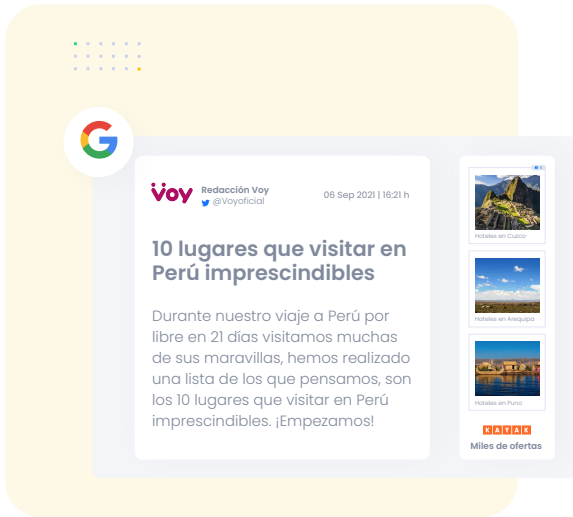 voy
Redacción Voy
@Voyoficial
06 Sep 2021 | 16:21 h
10 lugares que visitar en
Perú imprescindibles
Durante nuestro viaje a Perú por
libre en 21 días visitamos muchas
de sus maravillas, hemos realizado
una lista de los que pensamos, son
los 10 lugares que visitar en Perú
imprescindibles. ¡Empezamos!
Hoteles en Cuzco
Hoteles en Arequipa
Hoteles en Puno
KAYAK
Miles de ofertas